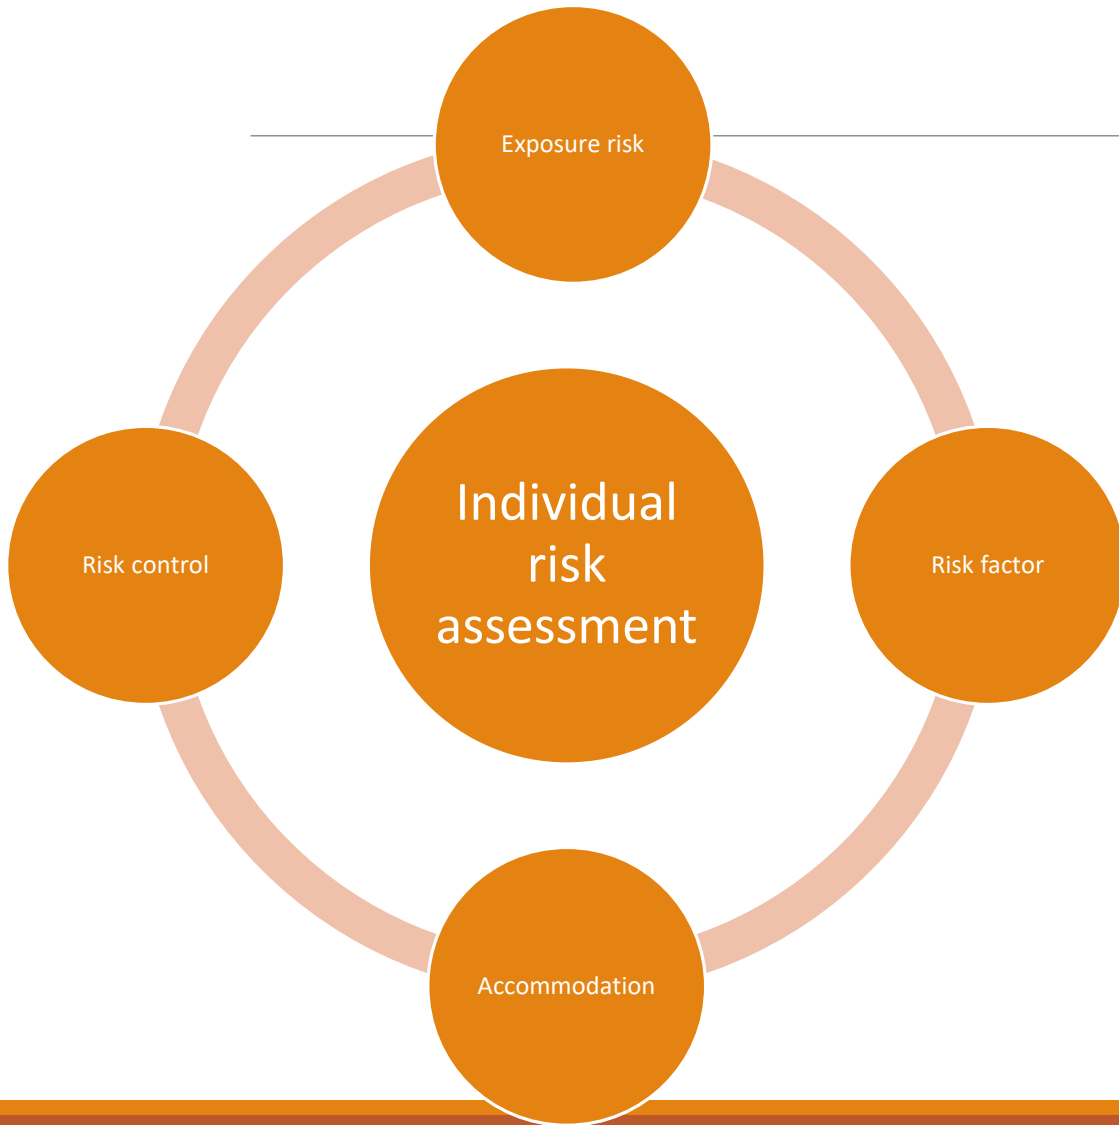 Exposure risk
Individual
risk
assessment
Risk control
Risk factor
Accommodation